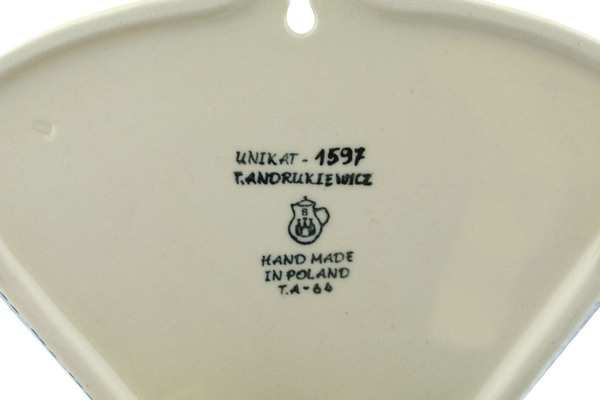 UNIKAT - 1597
T.ANDRUKIEWICZ
B
HAND MADE
IN POLAND
T.A-64